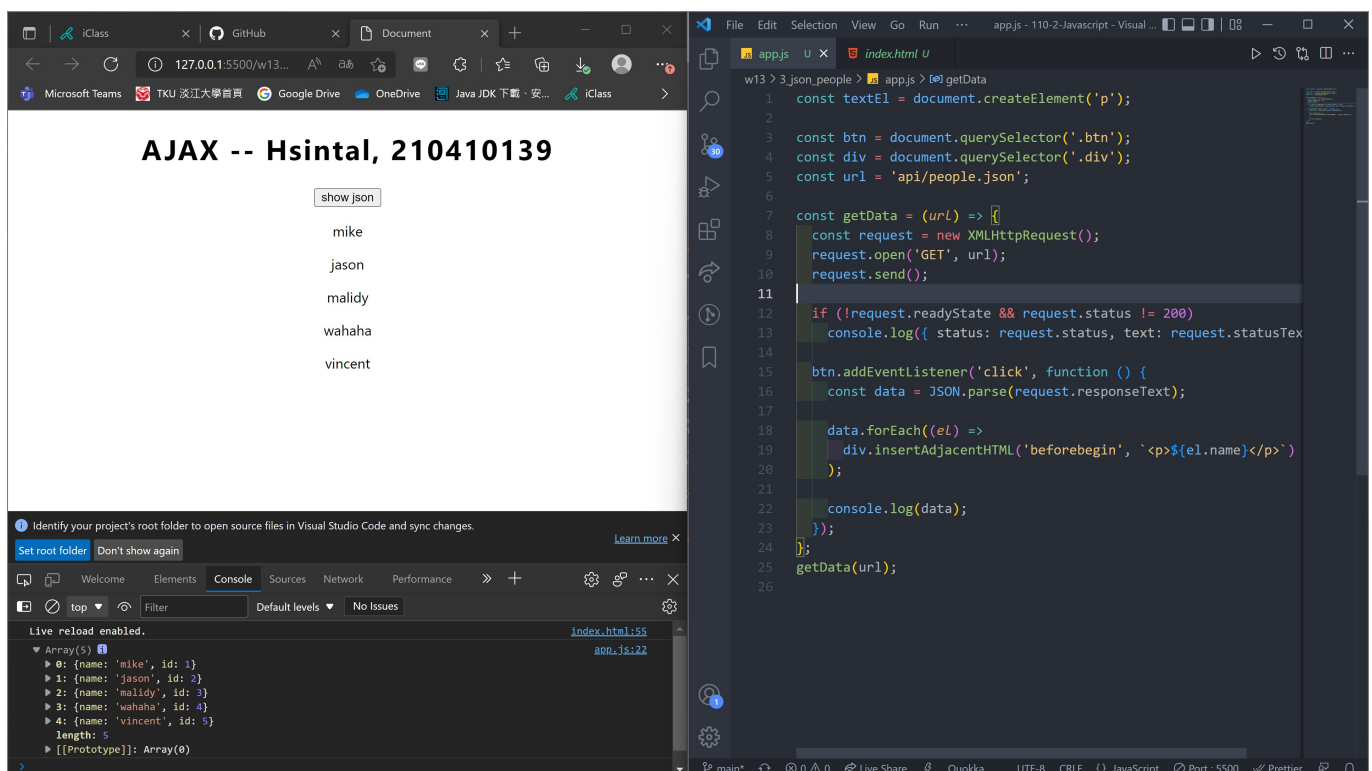 iClass
GitHub
Document
127.0.0.1:5500/w13...
Microsoft Teams
TKU 淡江大學首頁
Google Drive
OneDrive
Java JDK 下載 - 安...
iClass
AJAX -- Hsintal, 210410139
show json
mike
jason
malidy
wahaha
vincent
Identify your project's root folder to open source files in Visual Studio Code and sync changes.
Learn more
Set root folder
Don't show again
Welcome
Elements
Console
Sources
Network
Performance
top
Filter
Default levels
No Issues
Live reload enabled.
index.html:55
Array(5)
app.js:22
0: {name: 'mike', id: 1}
1: {name: 'jason', id: 2}
2: {name: 'malidy', id: 3}
3: {name: 'wahaha', id: 4}
4: {name: 'vincent', id: 5}
length: 5
[[Prototype]]: Array(0)
File Edit Selection View Go Run ··· app.js - 110-2-Javascript - Visual ...
JS app.js U
index.html U
w13 > 3_json_people > JS app.js > getData
1 const textEl = document.createElement('p');
2
3 const btn = document.querySelector('.btn');
4 const div = document.querySelector('.div');
5 const url = 'api/people.json';
6
7 const getData = (url) => {
8 const request = new XMLHttpRequest();
9 request.open('GET', url);
10 request.send();
11
12 if (!request.readyState && request.status != 200)
13 console.log({ status: request.status, text: request.statusTex
14
15 btn.addEventListener('click', function () {
16 const data = JSON.parse(request.responseText);
17
18 data.forEach((el) =>
19 div.insertAdjacentHTML('beforebegin', `<p>${el.name}</p>`)
20 );
21
22 console.log(data);
23 });
24 };
25 getData(url);
26
30
1
main* 0 0 Live Share Quokka UTF-8 CRLF {} JavaScript Port : 5500 Prettier